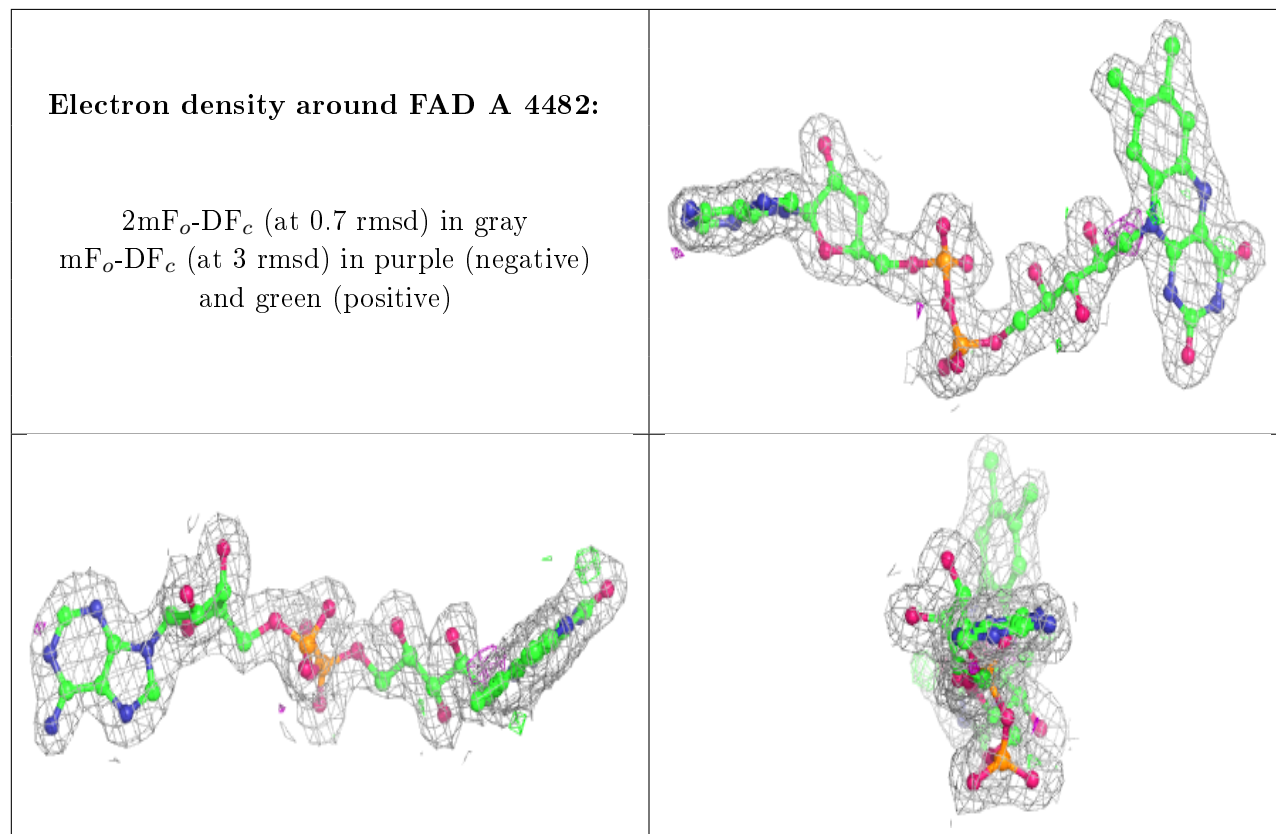 Electron density around FAD A 4482:
2mFₒ-DF𝒸 (at 0.7 rmsd) in gray
mFₒ-DF𝒸 (at 3 rmsd) in purple (negative)
and green (positive)